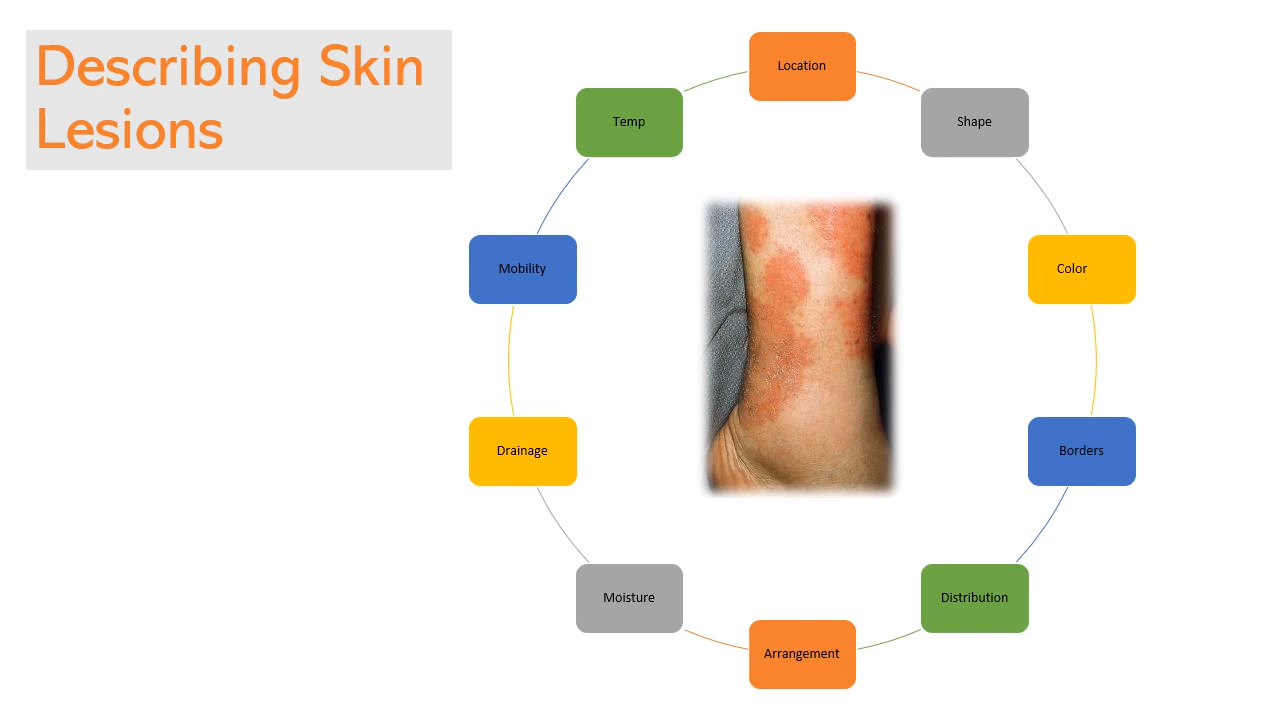 Describing Skin
Lesions
Location
Shape
Color
Borders
Distribution
Arrangement
Moisture
Drainage
Mobility
Temp